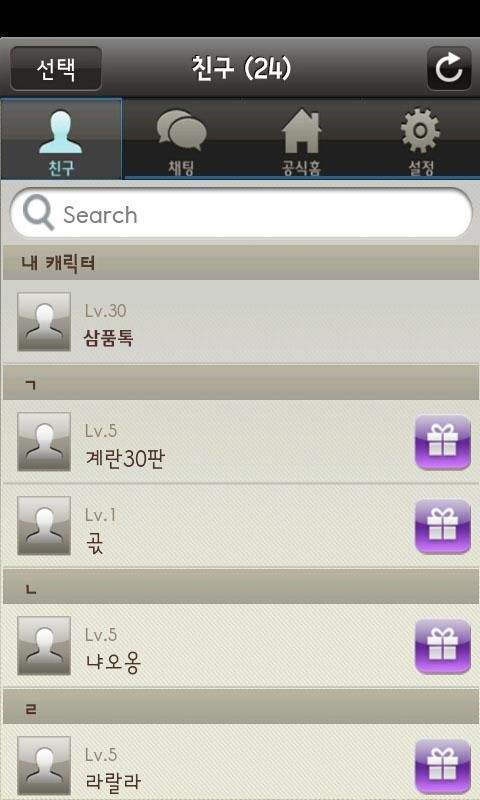 선택 친구 (24)
친구 채팅 공식홈 설정
Search
내 캐릭터
Lv.30
삼품톡
ㄱ
Lv.5
계란30판
Lv.1
곣
ㄴ
Lv.5
냐오옹
ㄹ
Lv.5
라랄라